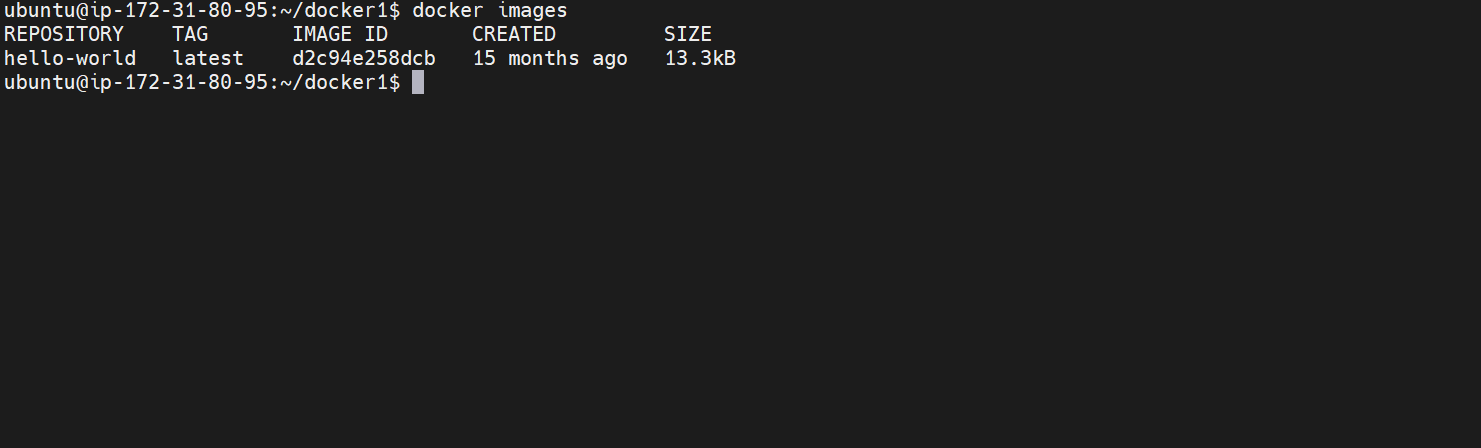 ubuntu@ip-172-31-80-95:~/docker1$ docker images
REPOSITORY    TAG       IMAGE ID       CREATED         SIZE
hello-world   latest    d2c94e258dcb   15 months ago   13.3kB
ubuntu@ip-172-31-80-95:~/docker1$